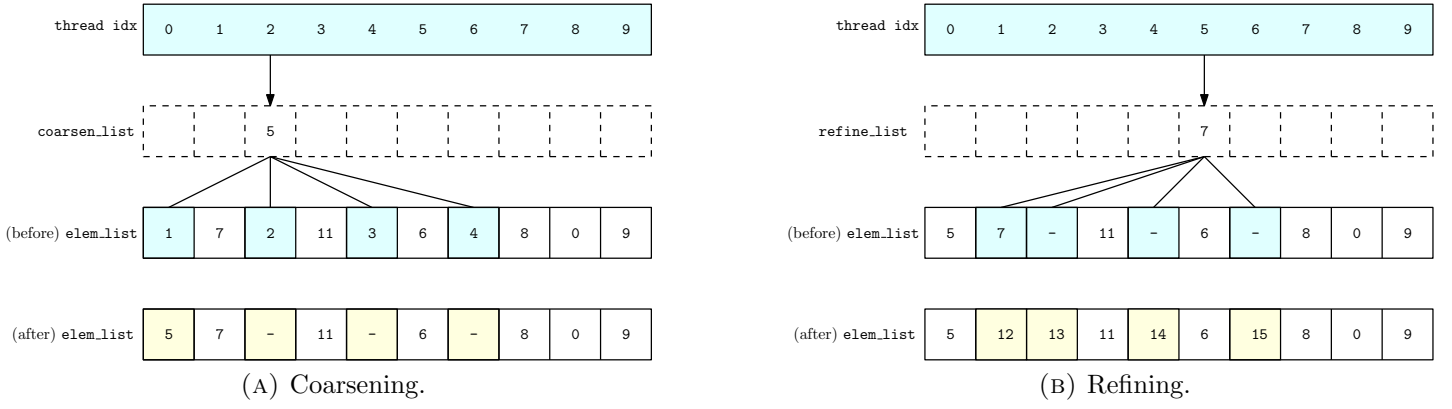 thread idx 0 1 2 3 4 5 6 7 8 9
coarsen_list 5
(before) elem_list 1 7 2 11 3 6 4 8 0 9
(after) elem_list 5 7 - 11 - 6 - 8 0 9
(A) Coarsening.
thread idx 0 1 2 3 4 5 6 7 8 9
refine_list 7
(before) elem_list 5 7 - 11 - 6 - 8 0 9
(after) elem_list 5 12 13 11 14 6 15 8 0 9
(B) Refining.